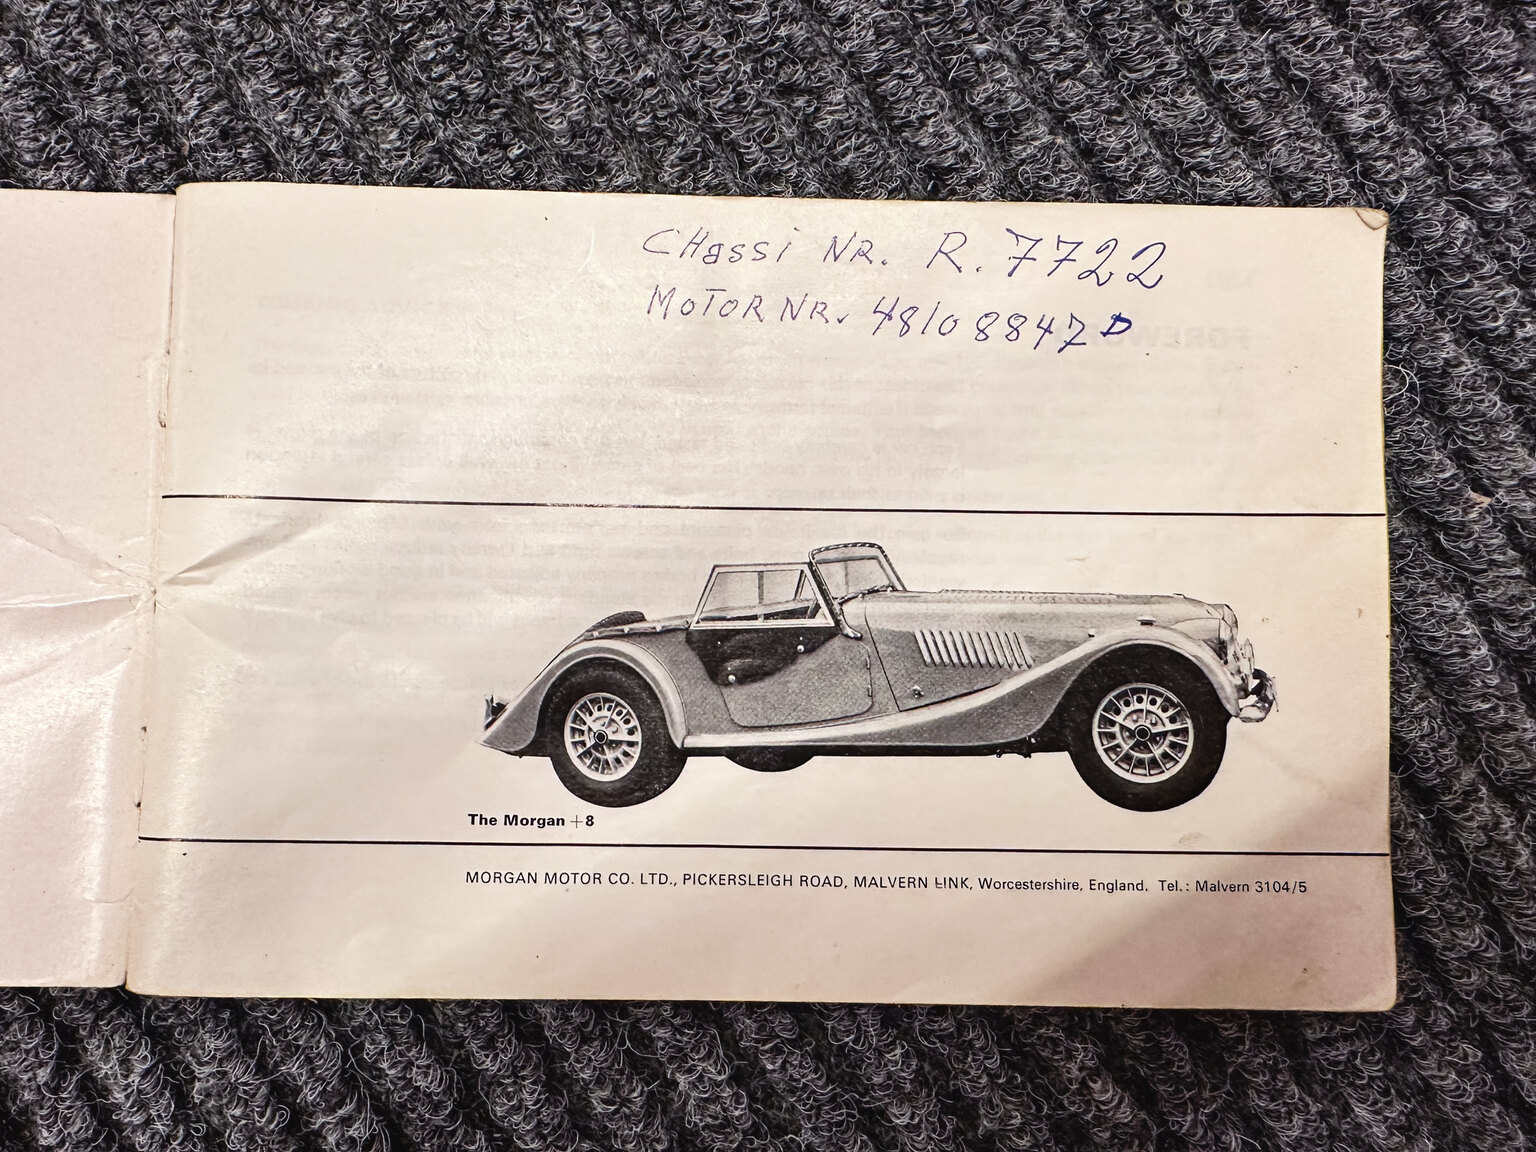 CHassi NR. R. 7722
MOTOR NR. 48108847D
FOREWORD
The Morgan +8
MORGAN MOTOR CO. LTD., PICKERSLEIGH ROAD, MALVERN LINK, Worcestershire, England. Tel.: Malvern 3104/5